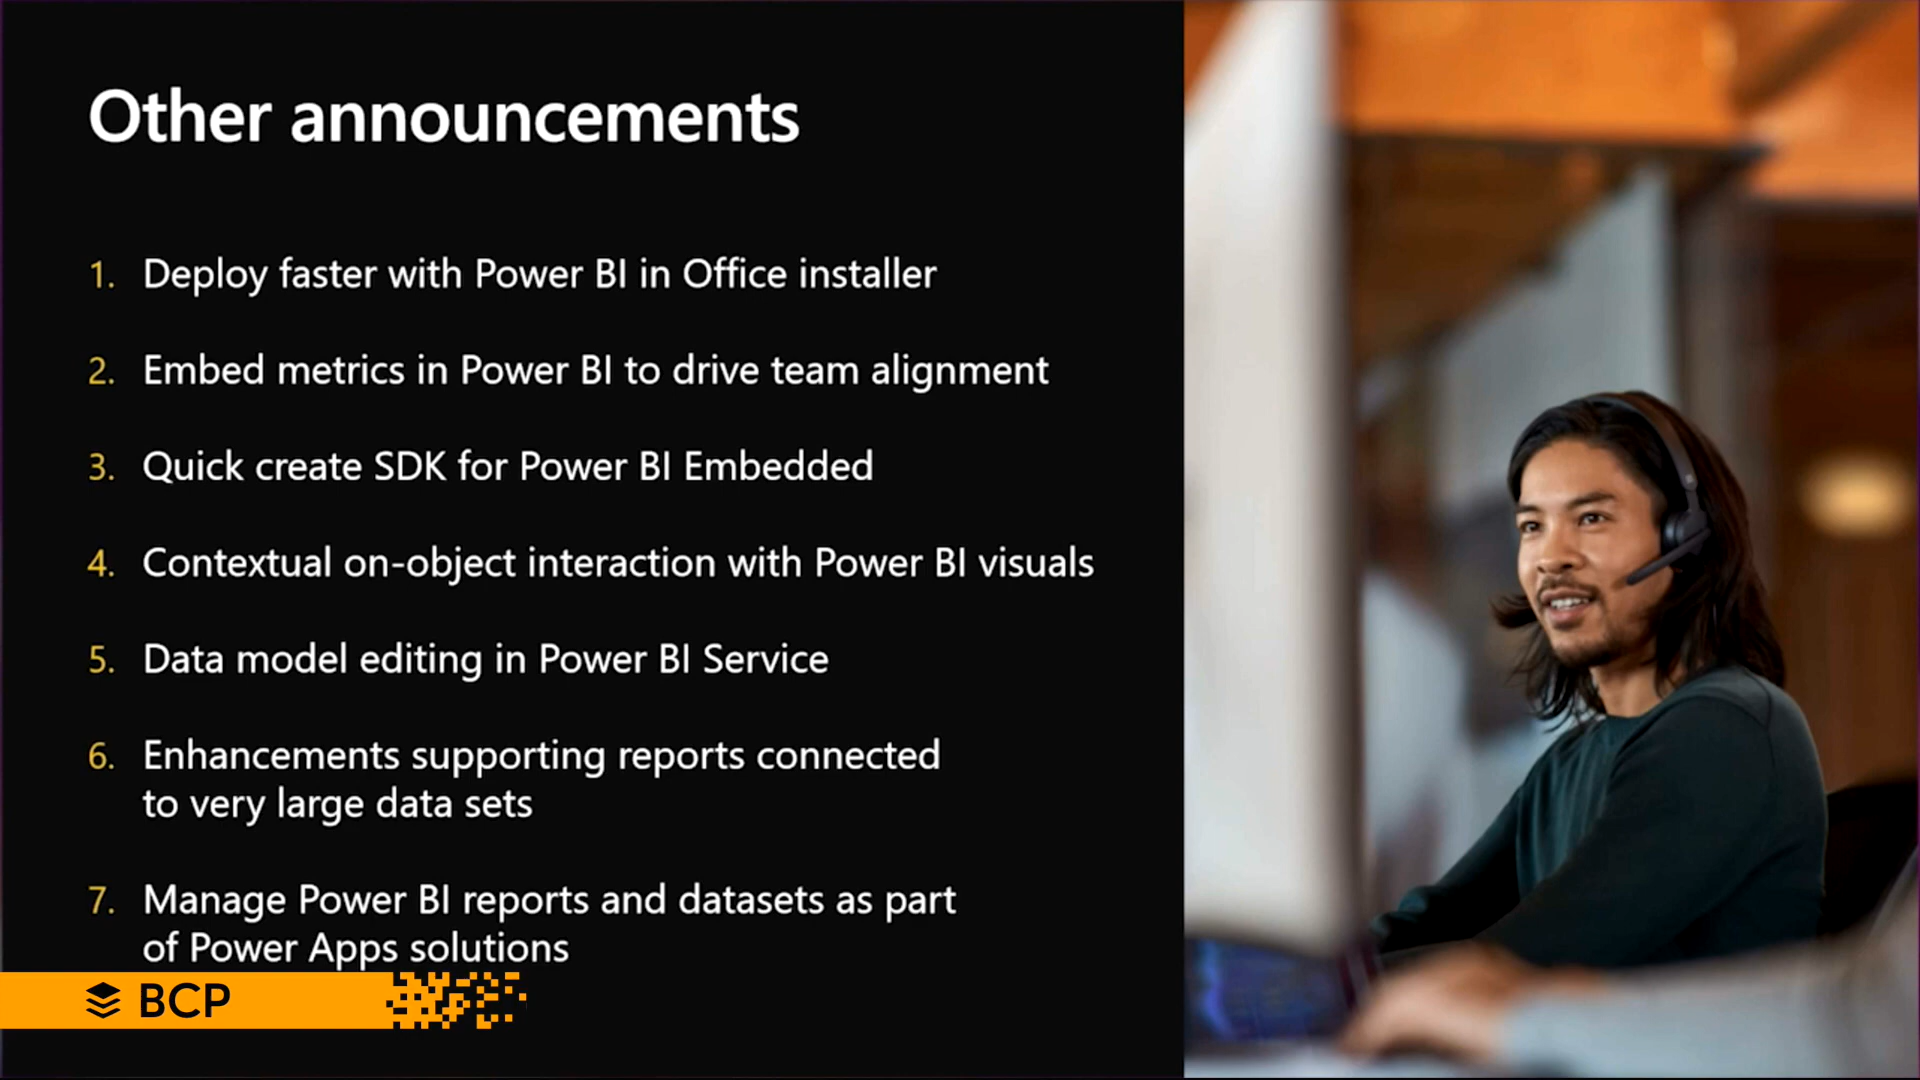 Other announcements
1. Deploy faster with Power BI in Office installer
2. Embed metrics in Power BI to drive team alignment
3. Quick create SDK for Power BI Embedded
4. Contextual on-object interaction with Power BI visuals
5. Data model editing in Power BI Service
6. Enhancements supporting reports connected
to very large data sets
7. Manage Power BI reports and datasets as part
of Power Apps solutions
BCP